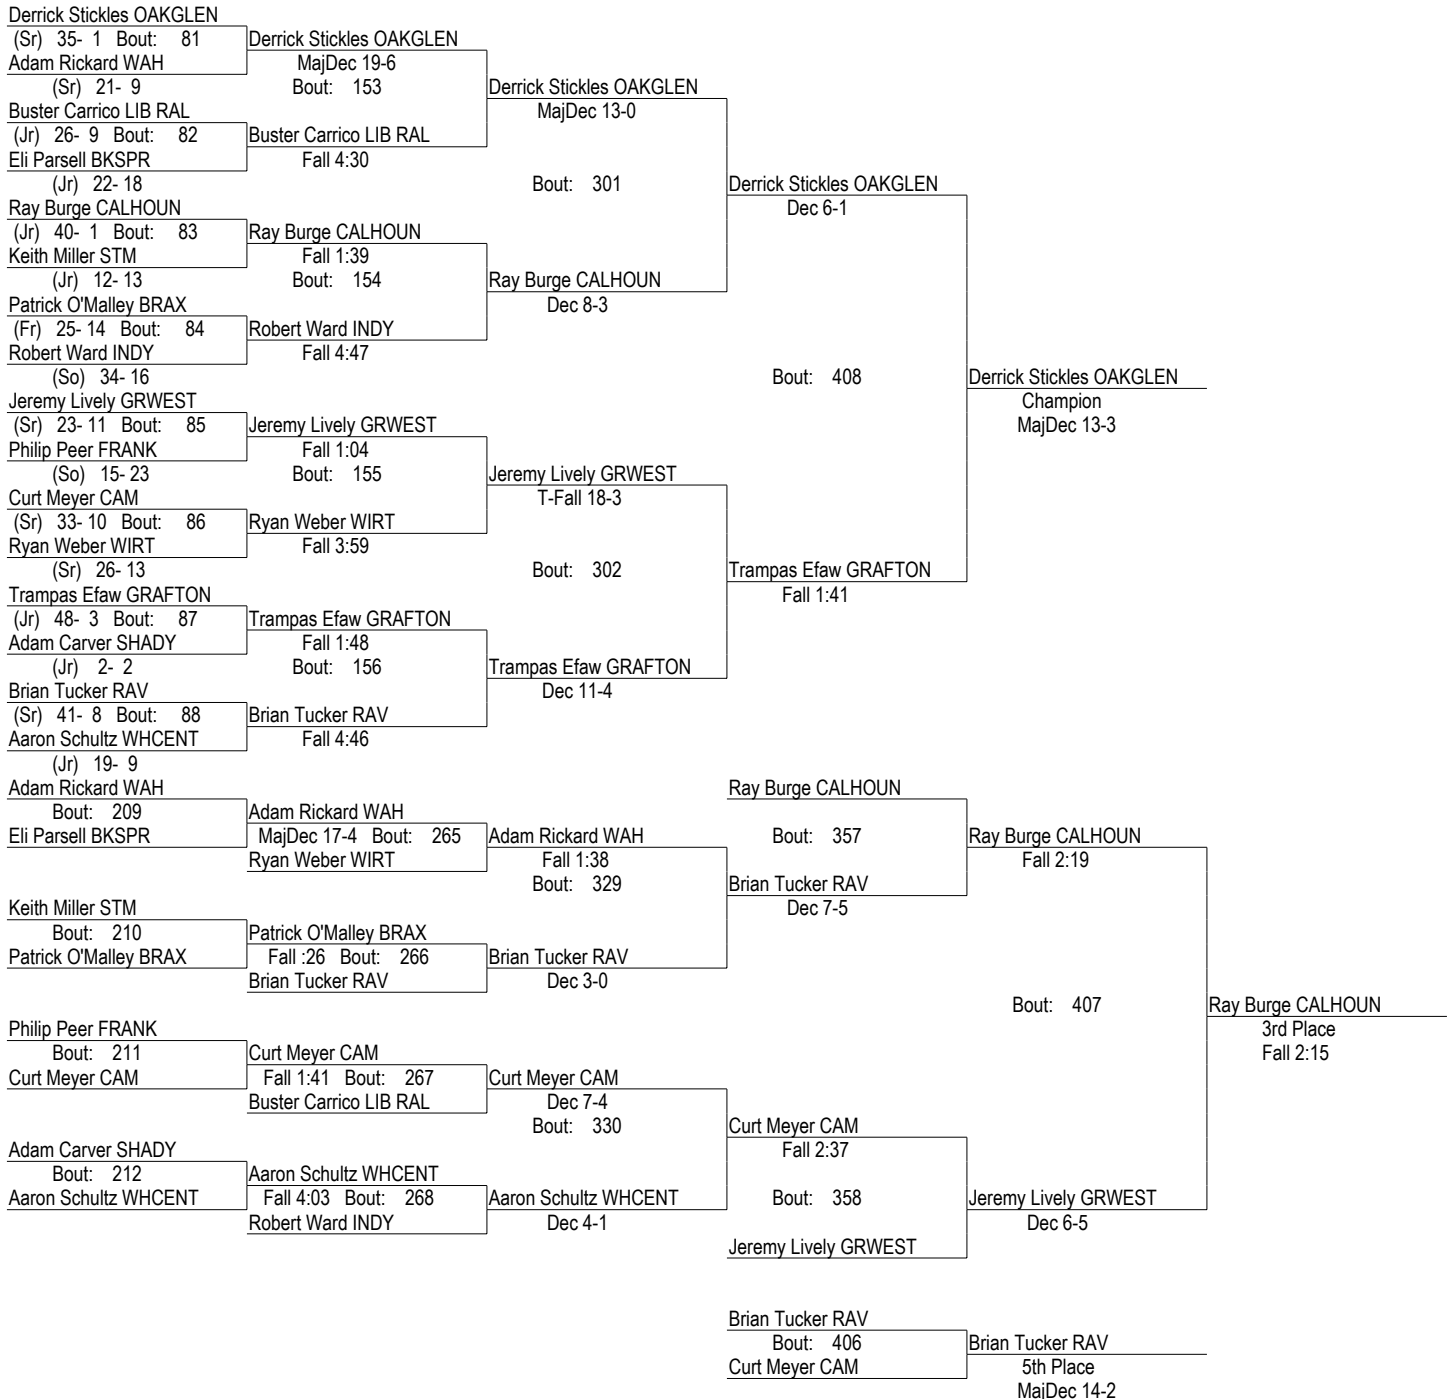 Derrick Stickles OAKGLEN
(Sr) 35- 1 Bout: 81
Derrick Stickles OAKGLEN
Adam Rickard WAH
MajDec 19-6
(Sr) 21- 9
Bout: 153
Derrick Stickles OAKGLEN
Buster Carrico LIB RAL
MajDec 13-0
(Jr) 26- 9 Bout: 82
Buster Carrico LIB RAL
Eli Parsell BKSPR
Fall 4:30
(Jr) 22- 18
Bout: 301
Derrick Stickles OAKGLEN
Ray Burge CALHOUN
Dec 6-1
(Jr) 40- 1 Bout: 83
Ray Burge CALHOUN
Keith Miller STM
Fall 1:39
(Jr) 12- 13
Bout: 154
Ray Burge CALHOUN
Patrick O'Malley BRAX
Dec 8-3
(Fr) 25- 14 Bout: 84
Robert Ward INDY
Robert Ward INDY
Fall 4:47
(So) 34- 16
Bout: 408
Derrick Stickles OAKGLEN
Jeremy Lively GRWEST
Champion
(Sr) 23- 11 Bout: 85
Jeremy Lively GRWEST
MajDec 13-3
Philip Peer FRANK
Fall 1:04
(So) 15- 23
Bout: 155
Jeremy Lively GRWEST
Curt Meyer CAM
T-Fall 18-3
(Sr) 33- 10 Bout: 86
Ryan Weber WIRT
Ryan Weber WIRT
Fall 3:59
(Sr) 26- 13
Bout: 302
Trampas Efaw GRAFTON
Trampas Efaw GRAFTON
Fall 1:41
(Jr) 48- 3 Bout: 87
Trampas Efaw GRAFTON
Adam Carver SHADY
Fall 1:48
(Jr) 2- 2
Bout: 156
Trampas Efaw GRAFTON
Brian Tucker RAV
Dec 11-4
(Sr) 41- 8 Bout: 88
Brian Tucker RAV
Aaron Schultz WHCENT
Fall 4:46
(Jr) 19- 9
Adam Rickard WAH
Ray Burge CALHOUN
Bout: 209
Adam Rickard WAH
Eli Parsell BKSPR
MajDec 17-4 Bout: 265
Adam Rickard WAH
Bout: 357
Ray Burge CALHOUN
Ryan Weber WIRT
Fall 1:38
Fall 2:19
Bout: 329
Brian Tucker RAV
Keith Miller STM
Dec 7-5
Bout: 210
Patrick O'Malley BRAX
Patrick O'Malley BRAX
Fall :26 Bout: 266
Brian Tucker RAV
Brian Tucker RAV
Dec 3-0
Bout: 407
Ray Burge CALHOUN
Philip Peer FRANK
3rd Place
Bout: 211
Curt Meyer CAM
Fall 2:15
Curt Meyer CAM
Fall 1:41 Bout: 267
Curt Meyer CAM
Buster Carrico LIB RAL
Dec 7-4
Bout: 330
Curt Meyer CAM
Adam Carver SHADY
Fall 2:37
Bout: 212
Aaron Schultz WHCENT
Aaron Schultz WHCENT
Fall 4:03 Bout: 268
Aaron Schultz WHCENT
Bout: 358
Jeremy Lively GRWEST
Robert Ward INDY
Dec 4-1
Dec 6-5
Jeremy Lively GRWEST
Brian Tucker RAV
Bout: 406
Brian Tucker RAV
Curt Meyer CAM
5th Place
MajDec 14-2